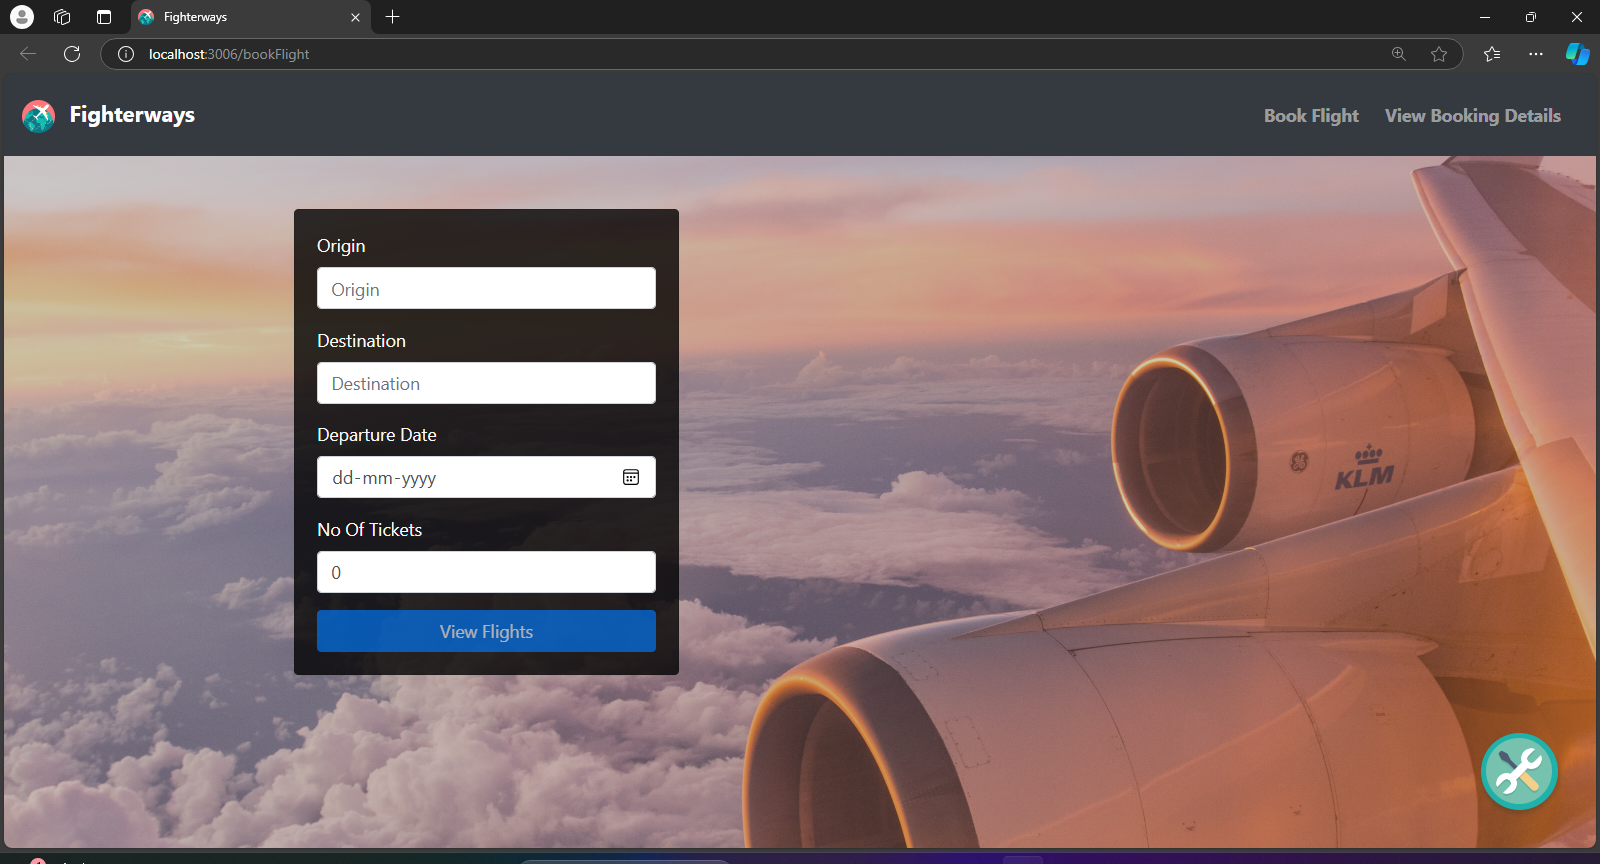 Fighterways
localhost:3006/bookFlight
Fighterways
Book Flight
View Booking Details
Origin
Origin
Destination
Destination
Departure Date
dd-mm-yyyy
No Of Tickets
0
View Flights
KLM